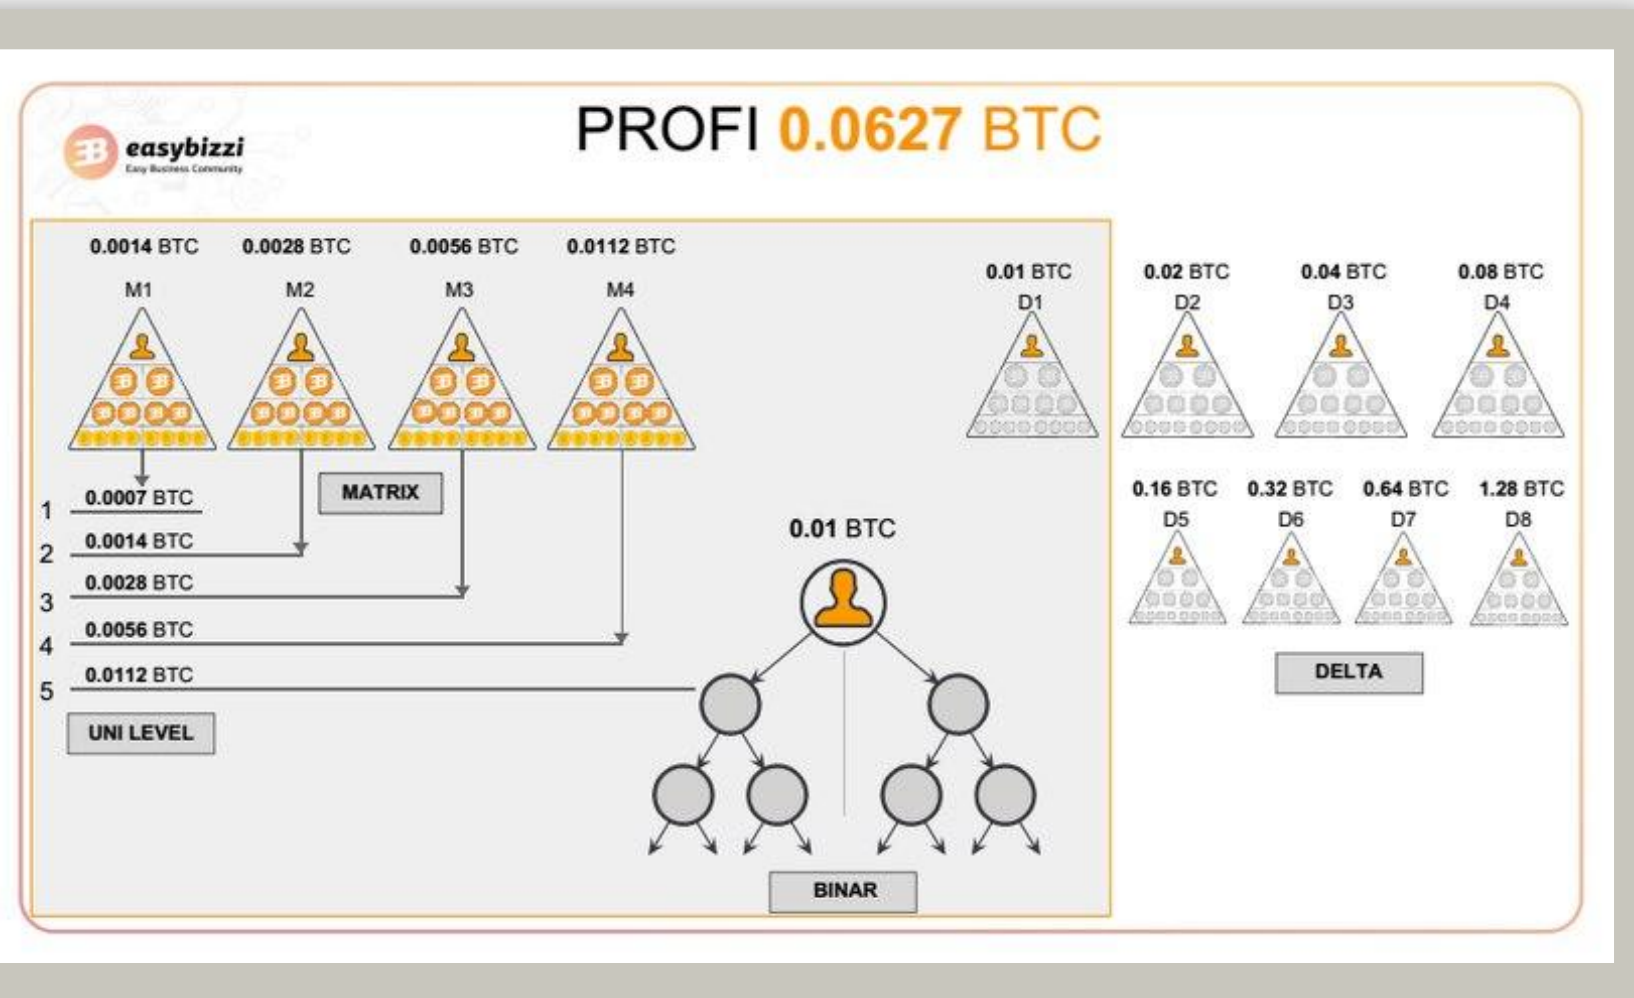 PROFI 0.0627 BTC
easybizzi
Easy Business Community
0.0014 BTC
0.0028 BTC
0.0056 BTC
0.0112 BTC
M1
M2
M3
M4
0.01 BTC
D1
0.02 BTC
D2
0.04 BTC
D3
0.08 BTC
D4
MATRIX
1 0.0007 BTC
2 0.0014 BTC
3 0.0028 BTC
4 0.0056 BTC
5 0.0112 BTC
UNI LEVEL
0.01 BTC
BINAR
0.16 BTC
D5
0.32 BTC
D6
0.64 BTC
D7
1.28 BTC
D8
DELTA